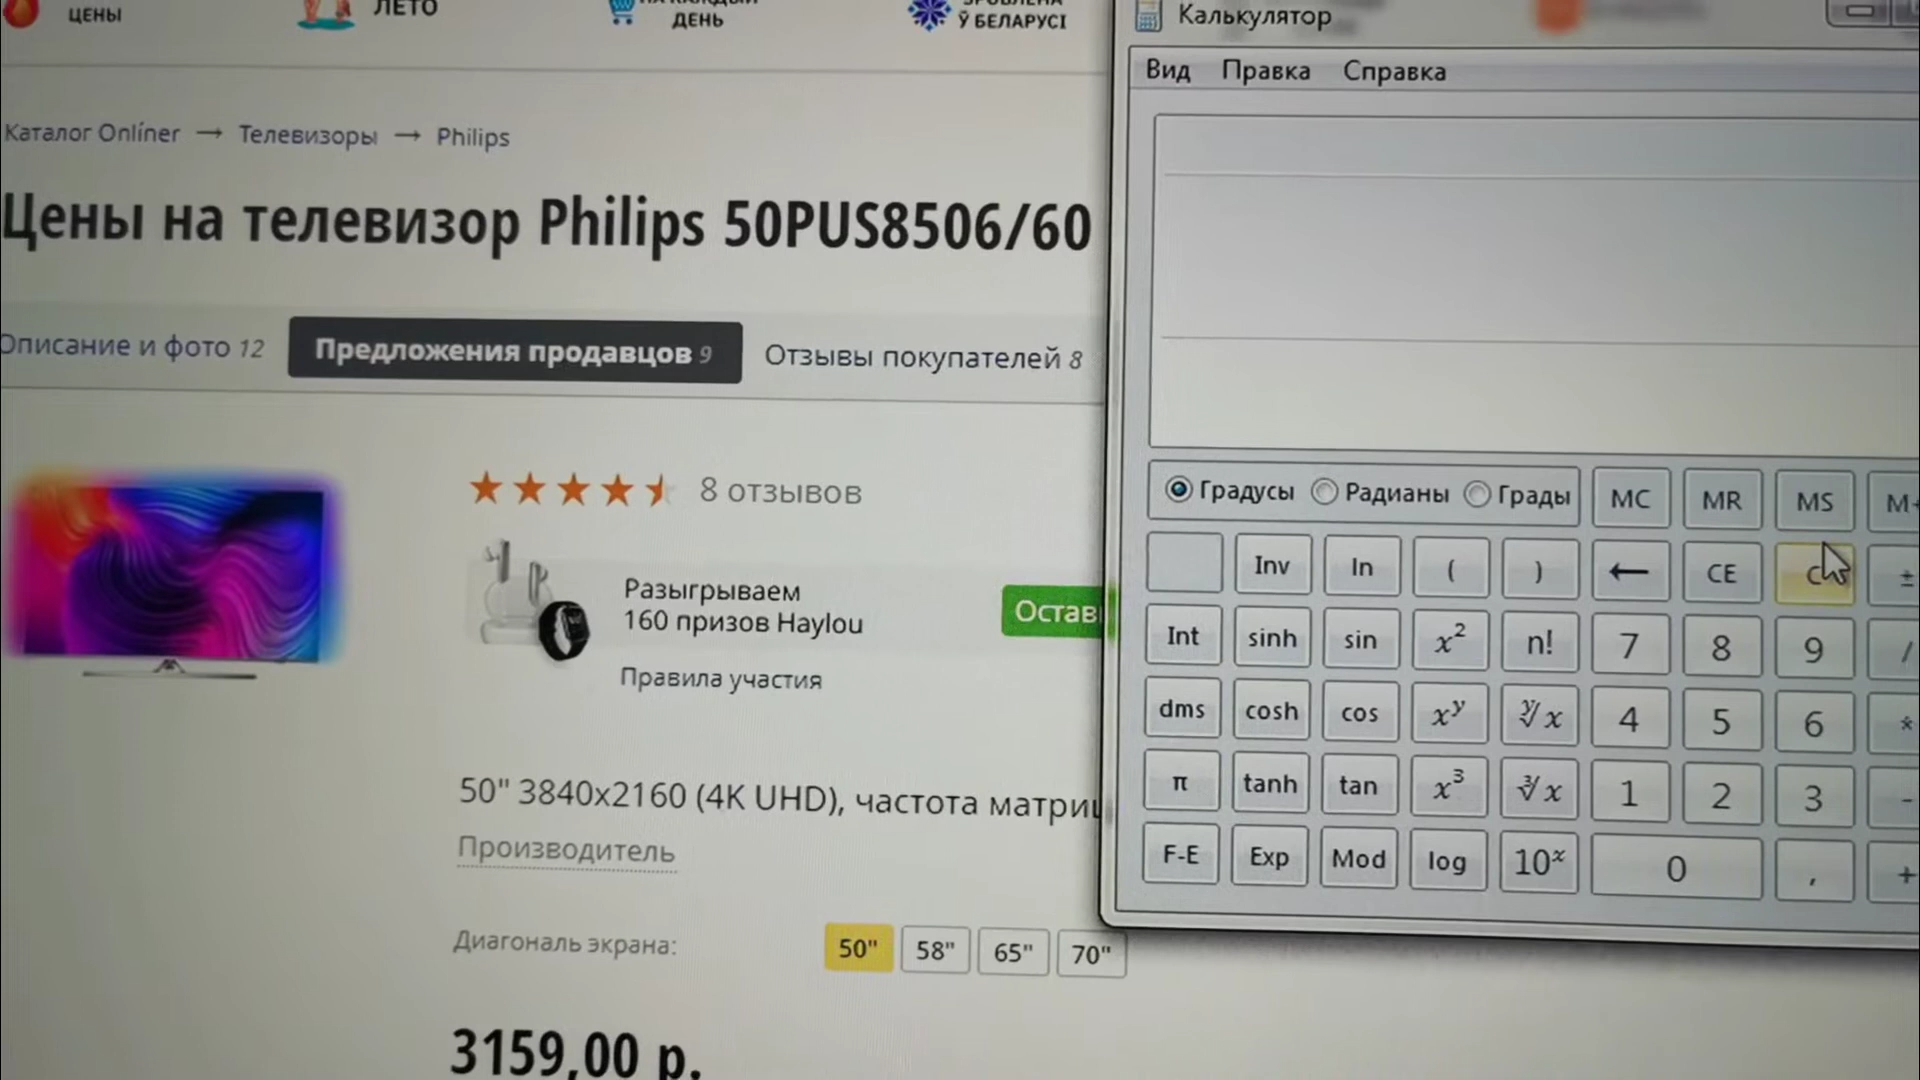 ЦЕНЫ
ЛЕТО
НА КАЖДЫЙ
ДЕНЬ
ЗРОБЛЕНА
Ў БЕЛАРУСІ
Каталог Onliner → Телевизоры → Philips
Цены на телевизор Philips 50PUS8506/60
Описание и фото 12
Предложения продавцов 9
Отзывы покупателей 8
8 отзывов
Разыгрываем
160 призов Haylou
Правила участия
50" 3840x2160 (4K UHD), частота
Производитель
Диагональ экрана:
50" 58" 65" 70"
3159,00 р.
Калькулятор
Вид Правка Справка
Градусы Радианы Грады MC MR MS M+
Inv ln ( ) ← CE C ±
Int sinh sin x² n! 7 8 9 /
dms cosh cos xʸ ʸ√x 4 5 6 *
π tanh tan x³ ³√x 1 2 3 -
F-E Exp Mod log 10ˣ 0 , +